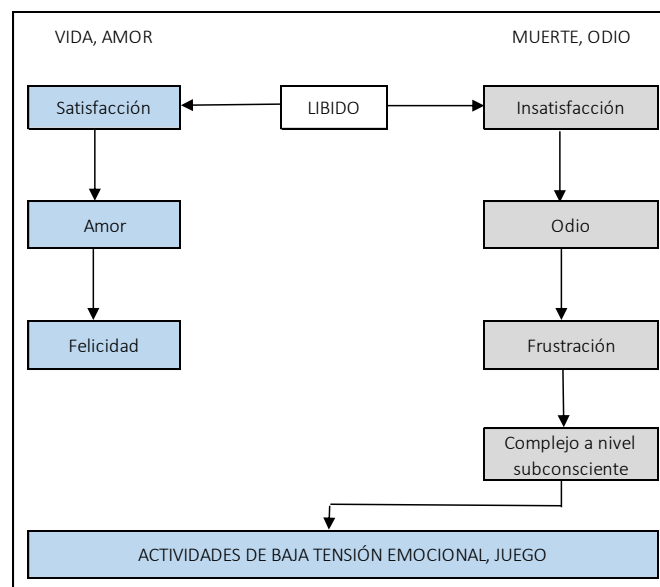 VIDA, AMOR
MUERTE, ODIO
Satisfacción
LIBIDO
Insatisfacción
Amor
Odio
Felicidad
Frustración
Complejo a nivel
subconsciente
ACTIVIDADES DE BAJA TENSIÓN EMOCIONAL, JUEGO